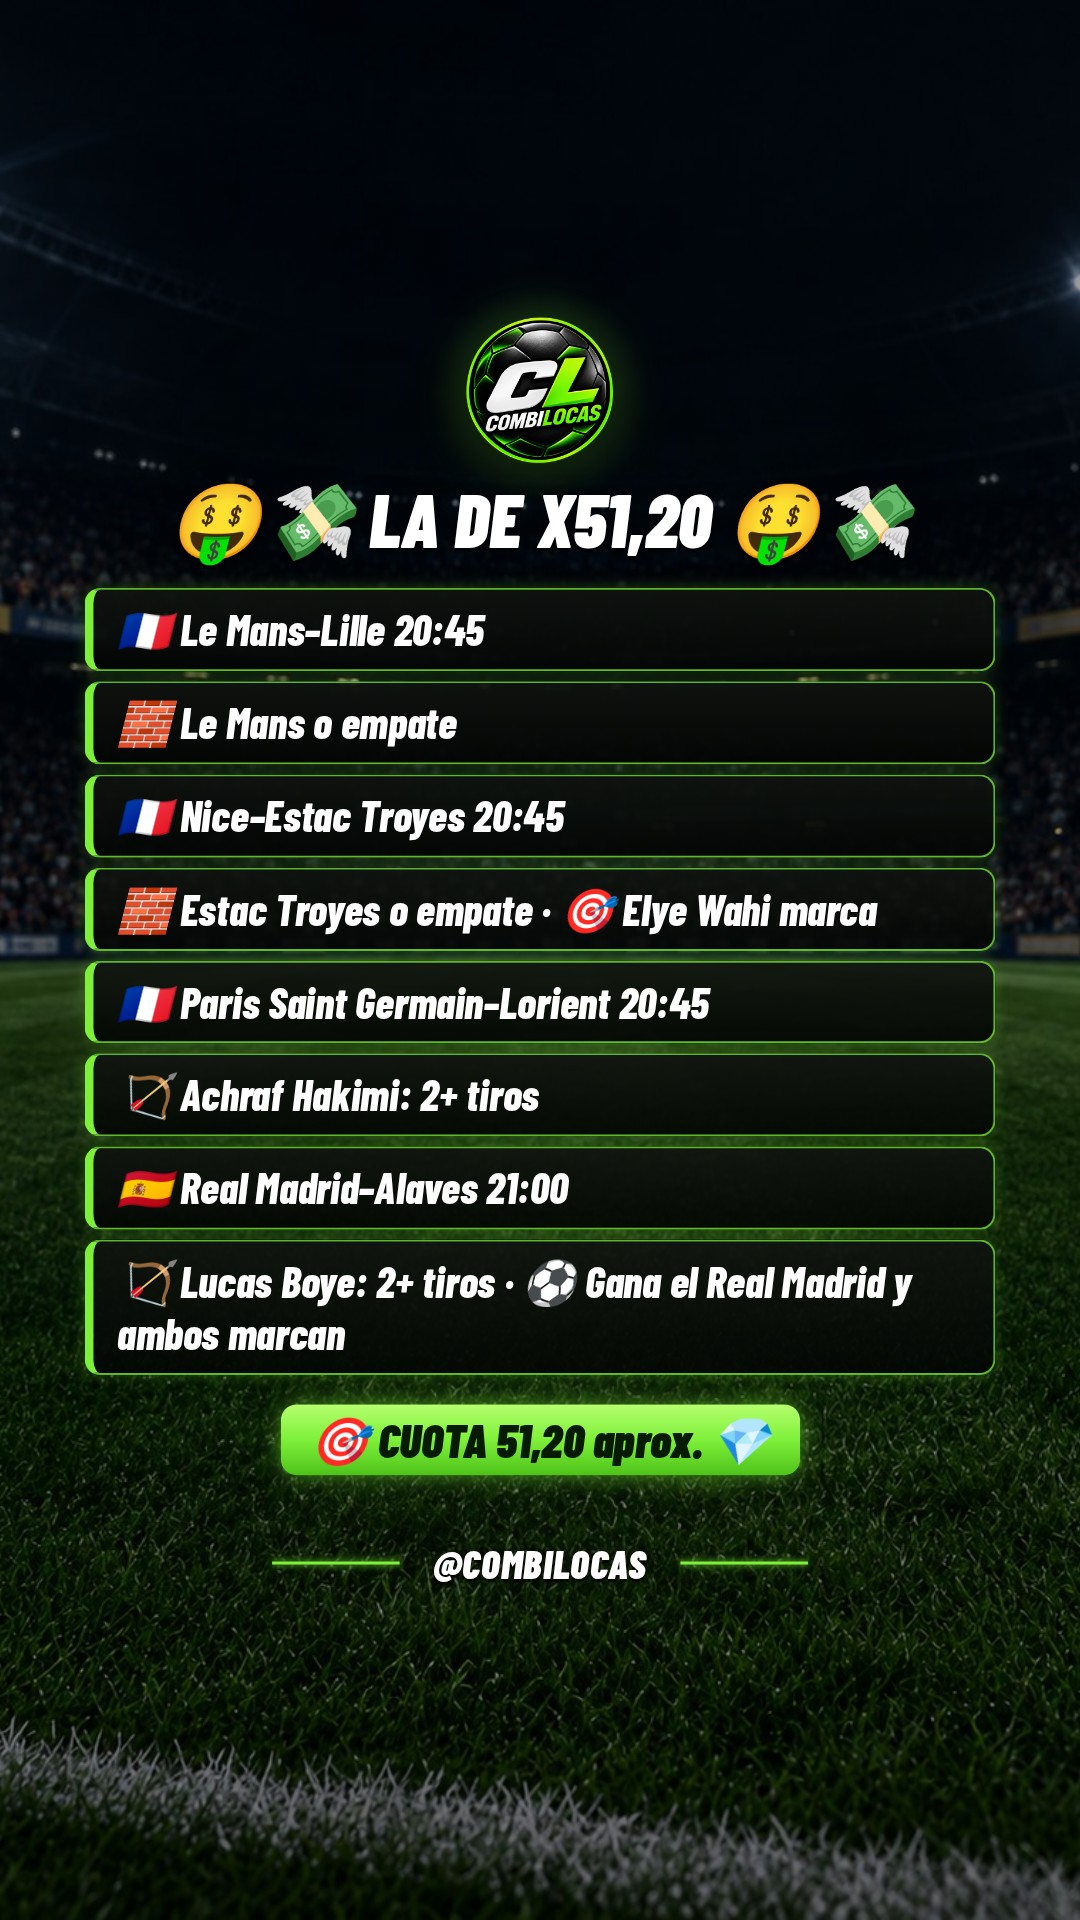 CL
COMBILOCAS
🤑💸 LA DE X51,20 🤑💸
🇫🇷 Le Mans-Lille 20:45
🧱 Le Mans o empate
🇫🇷 Nice-Estac Troyes 20:45
🧱 Estac Troyes o empate · 🎯 Elye Wahi marca
🇫🇷 Paris Saint Germain-Lorient 20:45
🏹 Achraf Hakimi: 2+ tiros
🇪🇸 Real Madrid-Alaves 21:00
🏹 Lucas Boye: 2+ tiros · ⚽ Gana el Real Madrid y
ambos marcan
🎯 CUOTA 51,20 aprox. 💎
@COMBILOCAS